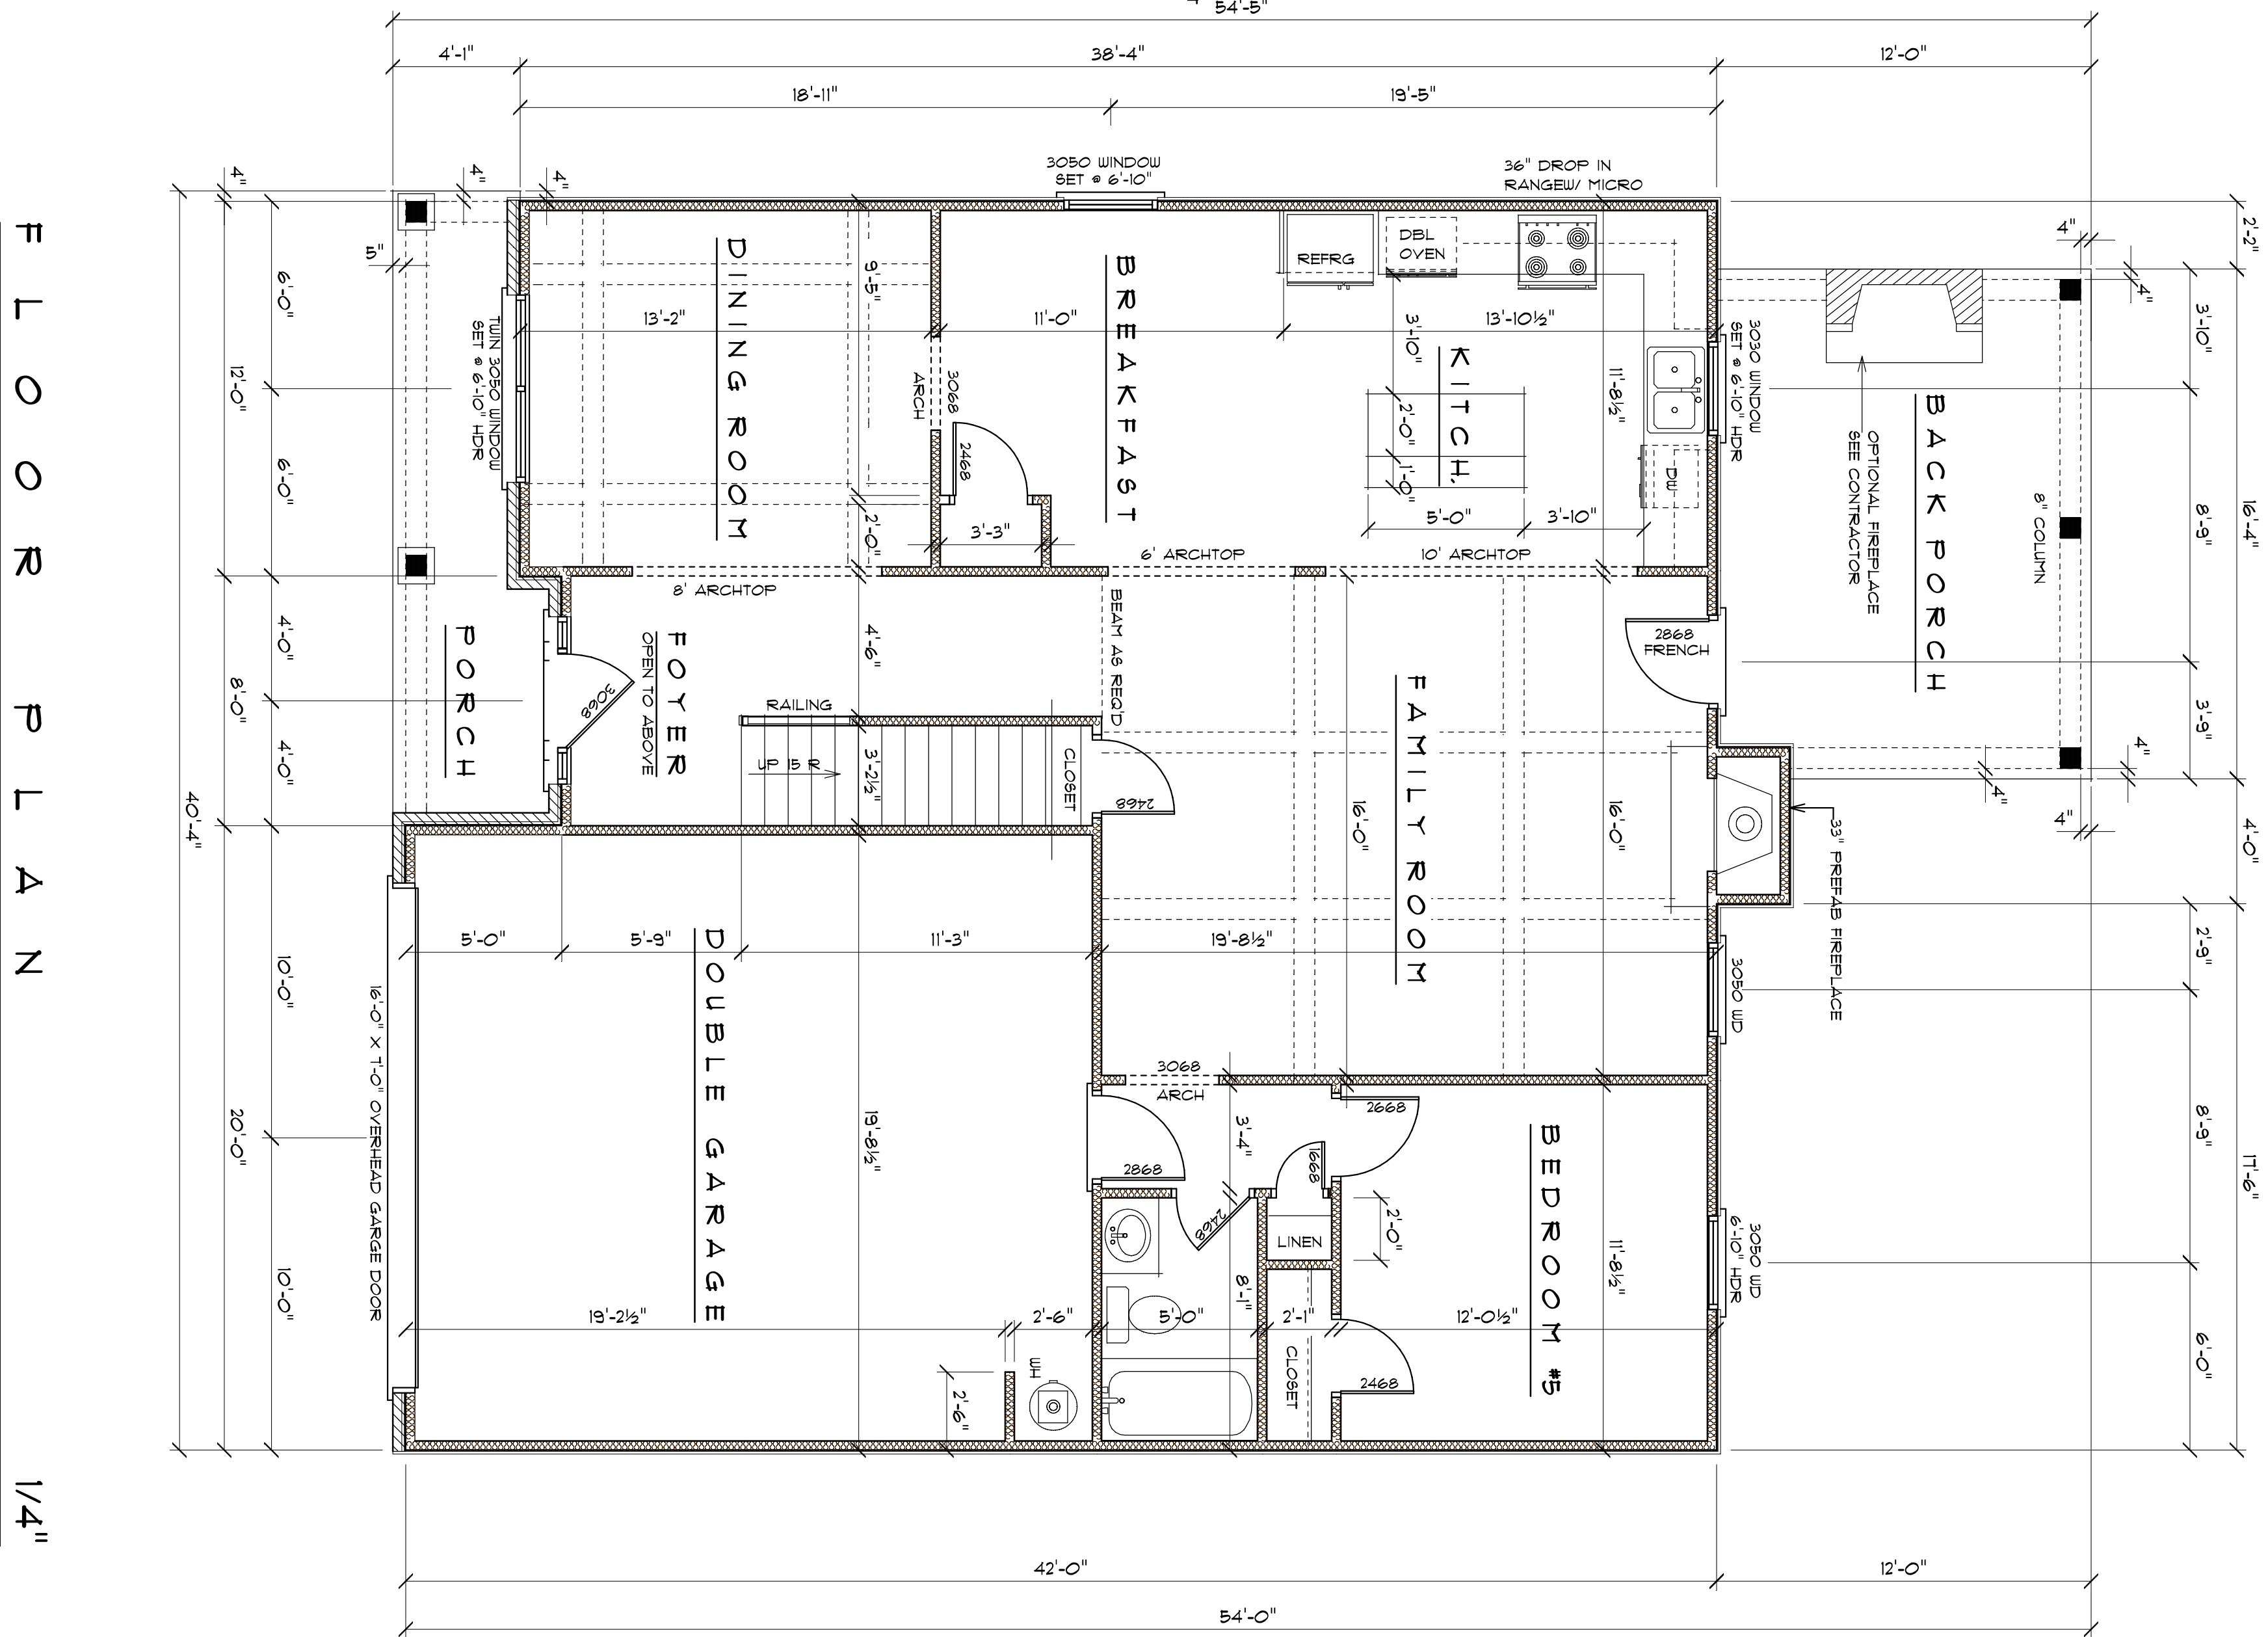 54'-5"
4'-1"
38'-4"
12'-0"
18'-11"
19'-5"
3050 WINDOW
SET @ 6'-10"
36" DROP IN
RANGEW/ MICRO
4"
4"
4"
5"
6'-0"
12'-0"
6'-0"
4'-0"
8'-0"
4'-0"
40'-4"
10'-0"
20'-0"
10'-0"
TWIN 3050 WINDOW
SET @ 6'-10" HDR
DINING ROOM
13'-2"
9'-5"
2'-0"
3068
ARCH
2468
3'-3"
BREAKFAST
11'-0"
REFRG
DBL
OVEN
13'-10½"
3'-10"
2'-0"
1'-0"
KITCH.
11'-8½"
5'-0"
3'-10"
DW
3030 WINDOW
SET @ 6'-10" HDR
OPTIONAL FIREPLACE
SEE CONTRACTOR
BACK PORCH
8" COLUMN
4"
4"
2'-2"
3'-10"
16'-4"
8'-9"
3'-9"
4"
4"
4"
4'-0"
2'-9"
8'-9"
17'-6"
6'-0"
8' ARCHTOP
6' ARCHTOP
10' ARCHTOP
BEAM AS REQ'D
PORCH
3068
FOYER
OPEN TO ABOVE
4'-6"
RAILING
UP 15 R
3'-2½"
CLOSET
2468
2868
FRENCH
FAMILY ROOM
16'-0"
16'-0"
33" PREFAB FIREPLACE
5'-0"
5'-9"
11'-3"
19'-8½"
3050 WD
DOUBLE GARAGE
19'-8½"
16'-0" X 7'-0" OVERHEAD GARGE DOOR
3068
ARCH
3'-4"
2868
2468
1668
2668
LINEN
2'-0"
BEDROOM #5
11'-8½"
3050 WD
6'-10" HDR
19'-2½"
2'-6"
5'-0"
8'-1"
2'-1"
12'-0½"
WH
2'-6"
CLOSET
2468
42'-0"
12'-0"
54'-0"
FLOOR PLAN
1/4"